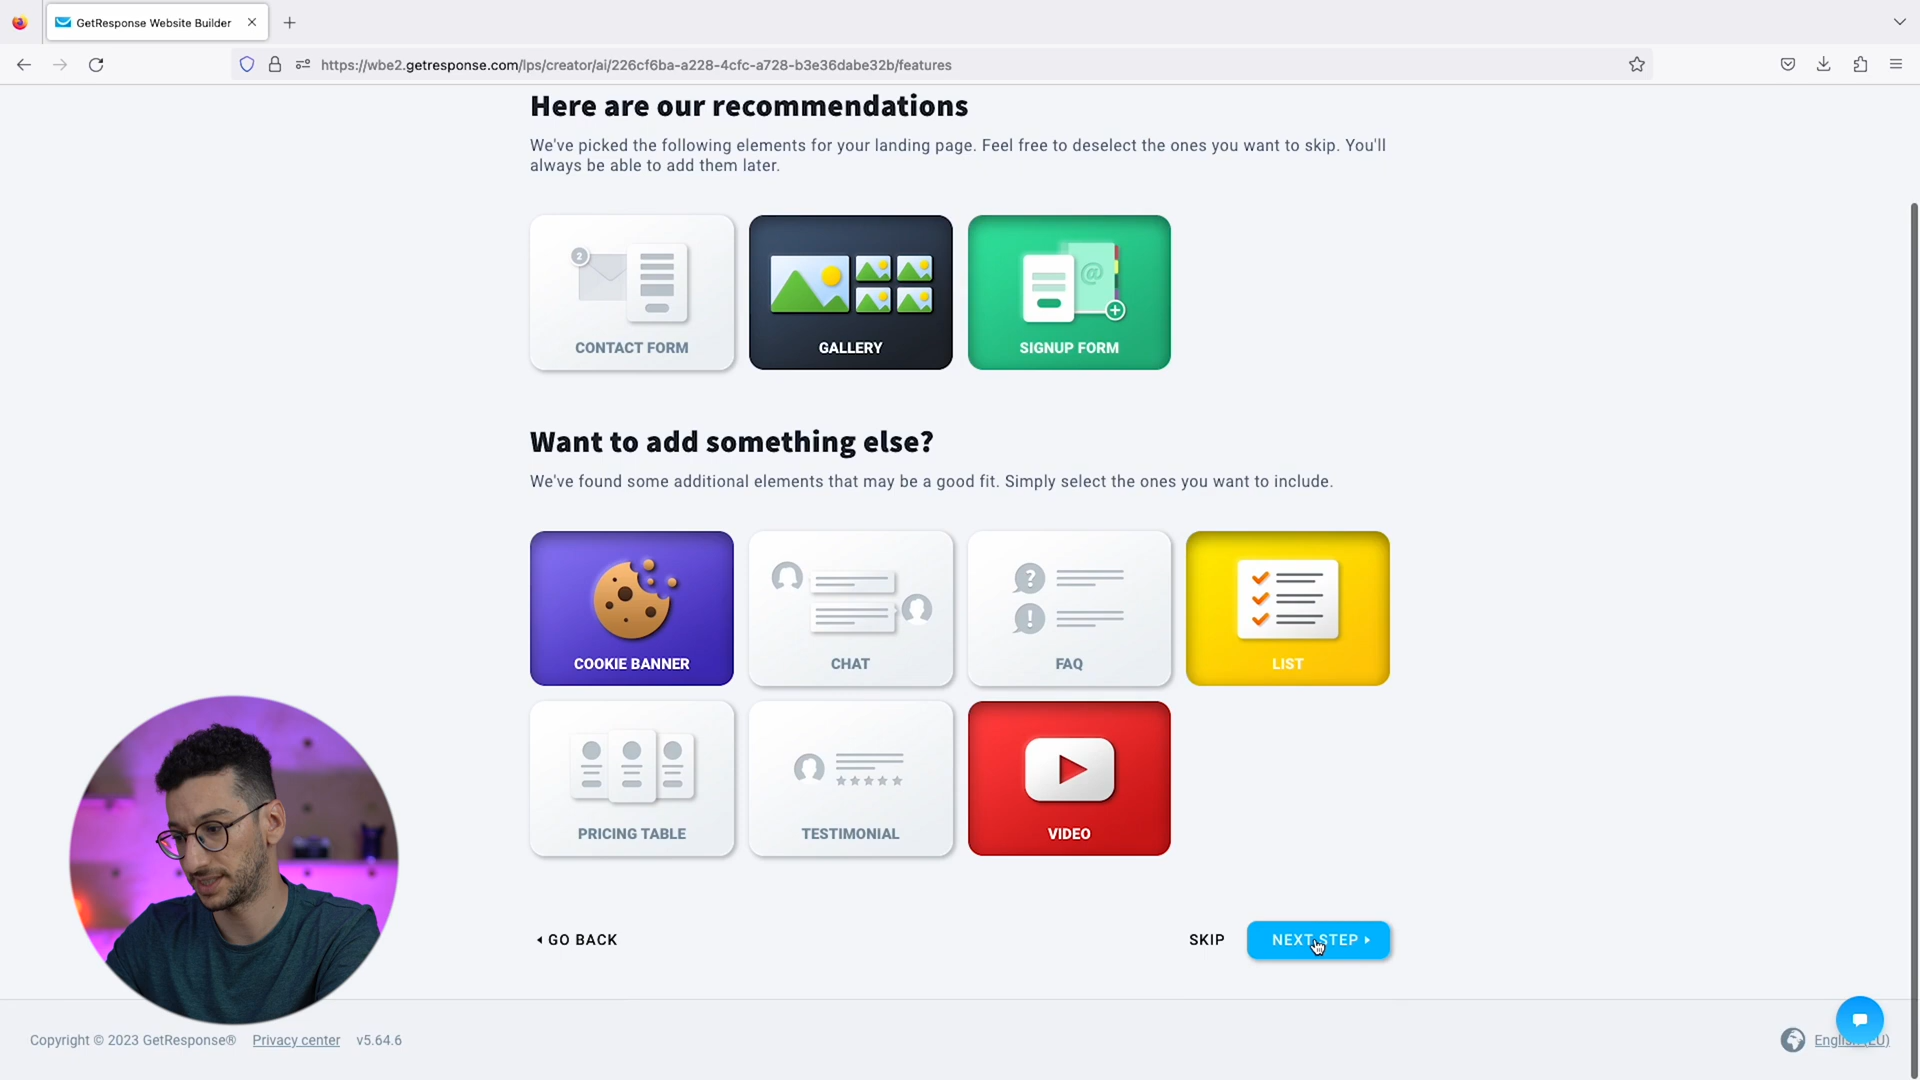 GetResponse Website Builder
https://wbe2.getresponse.com/lps/creator/ai/226cf6ba-a228-4cfc-a728-b3e36dabe32b/features
Here are our recommendations
We've picked the following elements for your landing page. Feel free to deselect the ones you want to skip. You'll
always be able to add them later.
2
@
CONTACT FORM
GALLERY
SIGNUP FORM
Want to add something else?
We've found some additional elements that may be a good fit. Simply select the ones you want to include.
?
!
COOKIE BANNER
CHAT
FAQ
LIST
PRICING TABLE
TESTIMONIAL
VIDEO
GO BACK
SKIP
NEXT STEP
Copyright © 2023 GetResponse®
Privacy center
v5.64.6